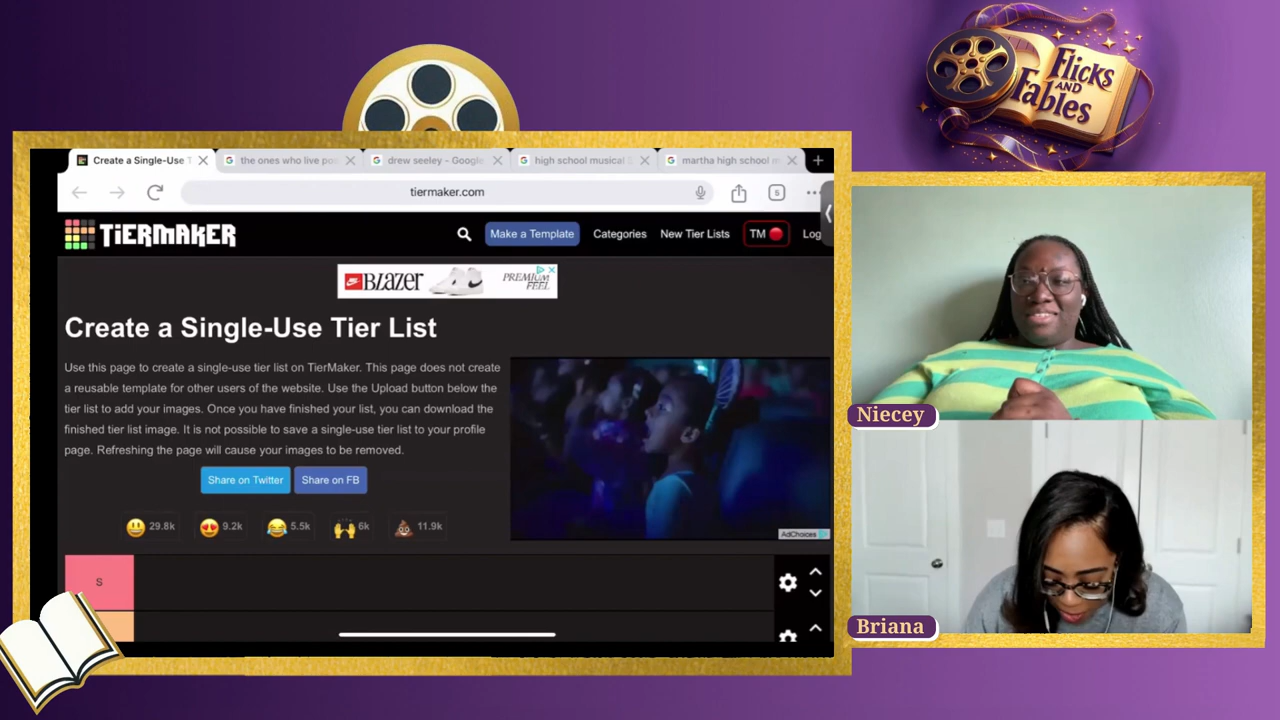 Flicks
AND
Fables
Create a Single-Use T
the ones who live po
drew seeley - Google
high school musical
martha high school m
tiermaker.com
5
TiERMAKER
Make a Template
Categories
New Tier Lists
TM
Log
BLAZER
PREMIUM
FEEL
Create a Single-Use Tier List
Use this page to create a single-use tier list on TierMaker. This page does not create
a reusable template for other users of the website. Use the Upload button below the
tier list to add your images. Once you have finished your list, you can download the
finished tier list image. It is not possible to save a single-use tier list to your profile
page. Refreshing the page will cause your images to be removed.
Share on Twitter
Share on FB
29.8k
9.2k
5.5k
6k
11.9k
AdChoices
S
Niecey
Briana